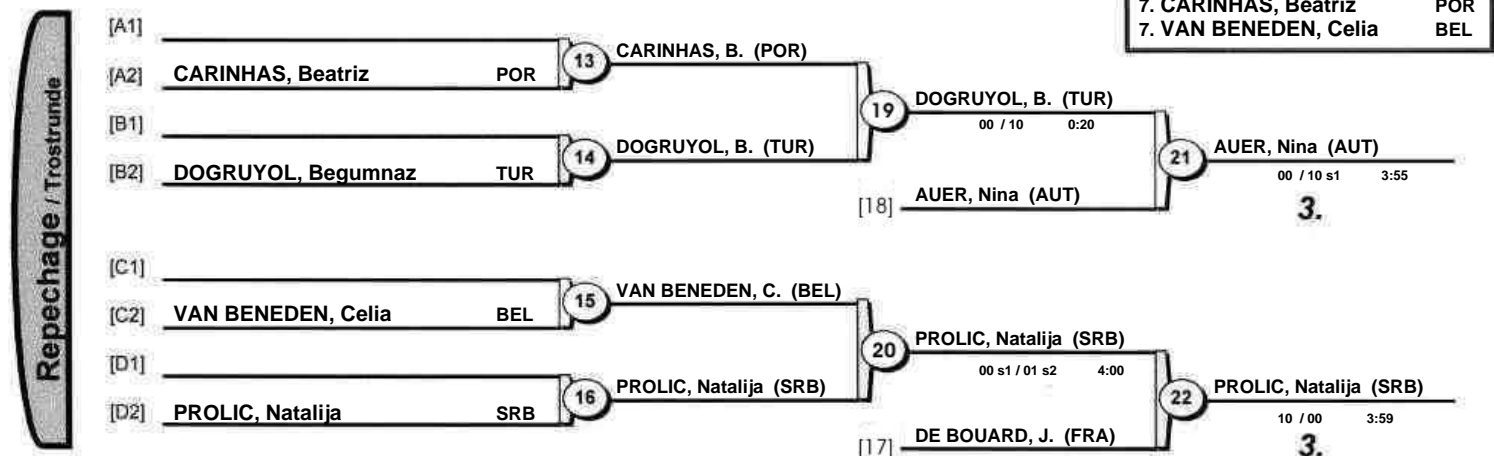 7. CARINHAS, Beatriz POR
7. VAN BENEDEN, Celia BEL
Repechage / Trostrunde
[A1]
[A2] CARINHAS, Beatriz POR
[B1]
[B2] DOGRUYOL, Begumnaz TUR
13
CARINHAS, B. (POR)
14
DOGRUYOL, B. (TUR)
19
DOGRUYOL, B. (TUR)
00 / 10 0:20
[18] AUER, Nina (AUT)
21
AUER, Nina (AUT)
00 / 10 s1 3:55
3.
[C1]
[C2] VAN BENEDEN, Celia BEL
[D1]
[D2] PROLIC, Natalija SRB
15
VAN BENEDEN, C. (BEL)
16
PROLIC, Natalija (SRB)
20
PROLIC, Natalija (SRB)
00 s1 / 01 s2 4:00
[17] DE BOUARD, J. (FRA)
22
PROLIC, Natalija (SRB)
10 / 00 3:59
3.